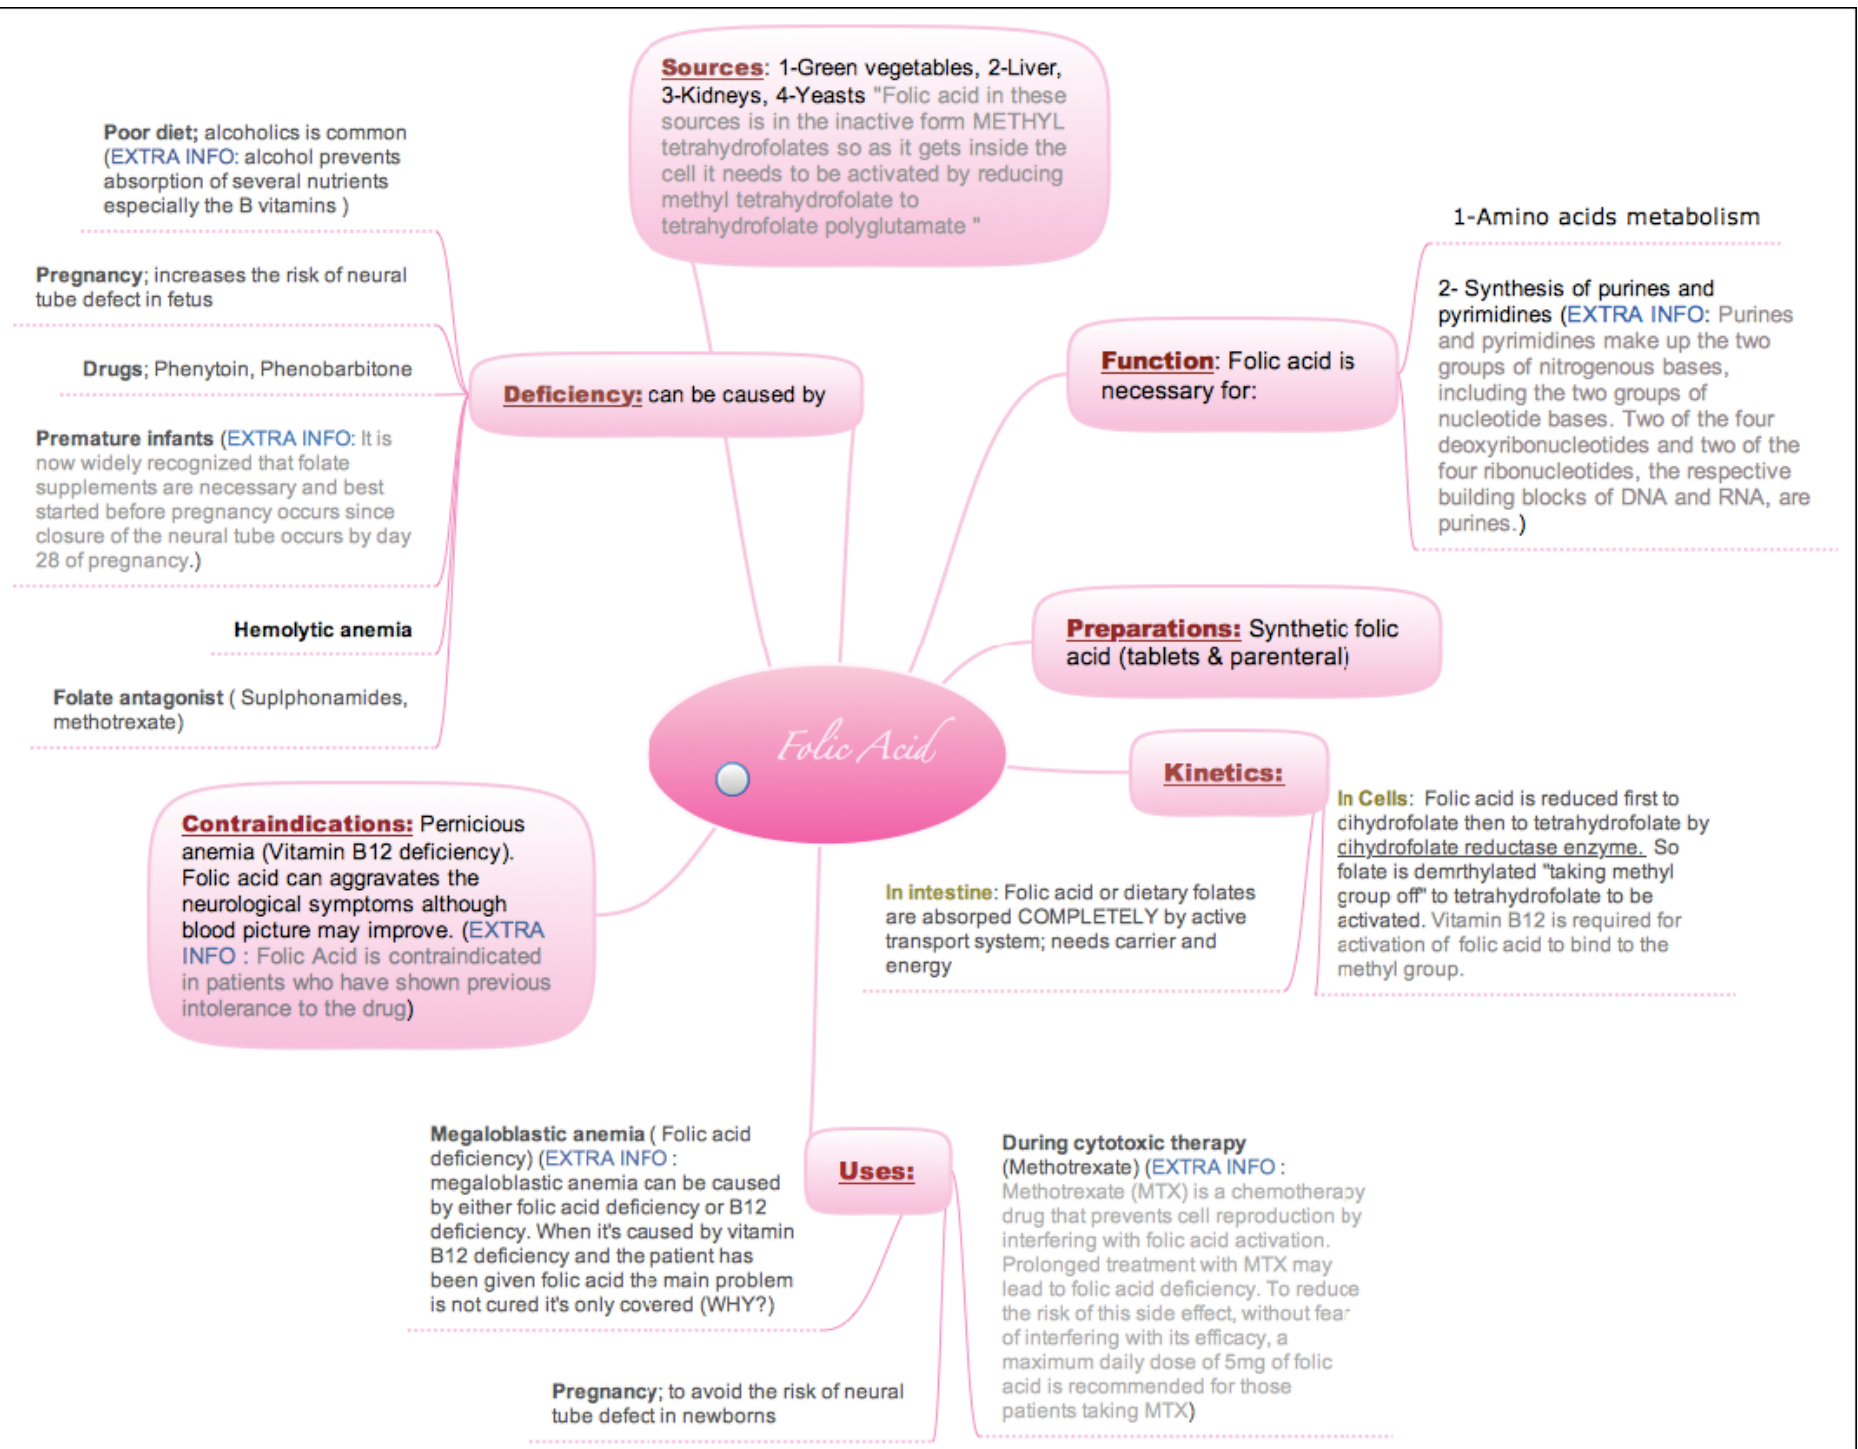 Sources: 1-Green vegetables, 2-Liver,
3-Kidneys, 4-Yeasts "Folic acid in these
sources is in the inactive form METHYL
tetrahydrofolates so as it gets inside the
cell it needs to be activated by reducing
methyl tetrahydrofolate to
tetrahydrofolate polyglutamate "
Poor diet; alcoholics is common
(EXTRA INFO: alcohol prevents
absorption of several nutrients
especially the B vitamins )
Pregnancy; increases the risk of neural
tube defect in fetus
Drugs; Phenytoin, Phenobarbitone
Premature infants (EXTRA INFO: It is
now widely recognized that folate
supplements are necessary and best
started before pregnancy occurs since
closure of the neural tube occurs by day
28 of pregnancy.)
Hemolytic anemia
Folate antagonist ( Suplphonamides,
methotrexate)
Deficiency: can be caused by
Function: Folic acid is
necessary for:
1-Amino acids metabolism
2- Synthesis of purines and
pyrimidines (EXTRA INFO: Purines
and pyrimidines make up the two
groups of nitrogenous bases,
including the two groups of
nucleotide bases. Two of the four
deoxyribonucleotides and two of the
four ribonucleotides, the respective
building blocks of DNA and RNA, are
purines.)
Preparations: Synthetic folic
acid (tablets & parenteral)
Folic Acid
Kinetics:
In Cells: Folic acid is reduced first to
cihydrofolate then to tetrahydrofolate by
cihydrofolate reductase enzyme. So
folate is demrthylated "taking methyl
group off" to tetrahydrofolate to be
activated. Vitamin B12 is required for
activation of folic acid to bind to the
methyl group.
In intestine: Folic acid or dietary folates
are absorped COMPLETELY by active
transport system; needs carrier and
energy
Contraindications: Pernicious
anemia (Vitamin B12 deficiency).
Folic acid can aggravates the
neurological symptoms although
blood picture may improve. (EXTRA
INFO : Folic Acid is contraindicated
in patients who have shown previous
intolerance to the drug)
Uses:
Megaloblastic anemia ( Folic acid
deficiency) (EXTRA INFO :
megaloblastic anemia can be caused
by either folic acid deficiency or B12
deficiency. When it's caused by vitamin
B12 deficiency and the patient has
been given folic acid the main problem
is not cured it's only covered (WHY?)
Pregnancy; to avoid the risk of neural
tube defect in newborns
During cytotoxic therapy
(Methotrexate) (EXTRA INFO :
Methotrexate (MTX) is a chemotherapy
drug that prevents cell reproduction by
interfering with folic acid activation.
Prolonged treatment with MTX may
lead to folic acid deficiency. To reduce
the risk of this side effect, without fear
of interfering with its efficacy, a
maximum daily dose of 5mg of folic
acid is recommended for those
patients taking MTX)